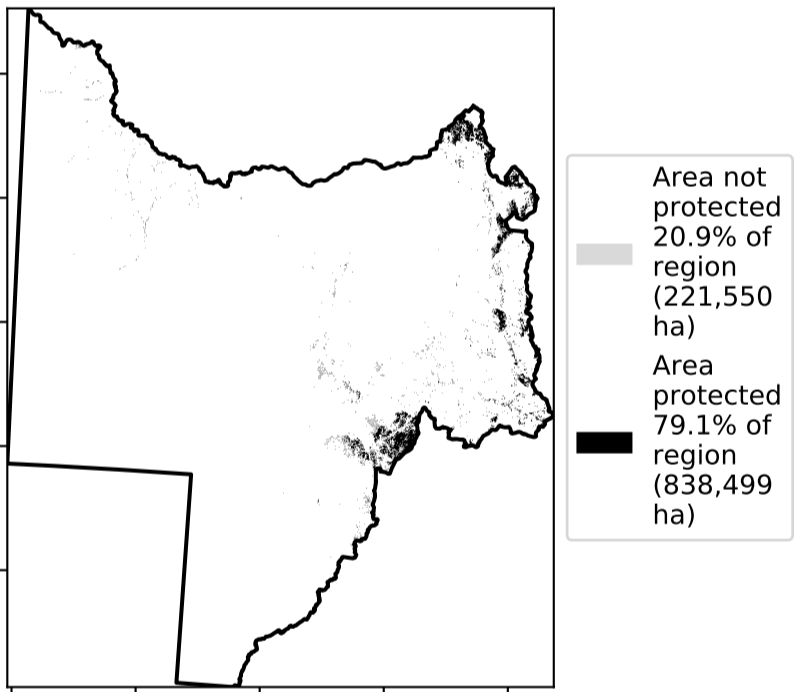 Area not
protected
20.9% of
region
(221,550
ha)
Area
protected
79.1% of
region
(838,499
ha)